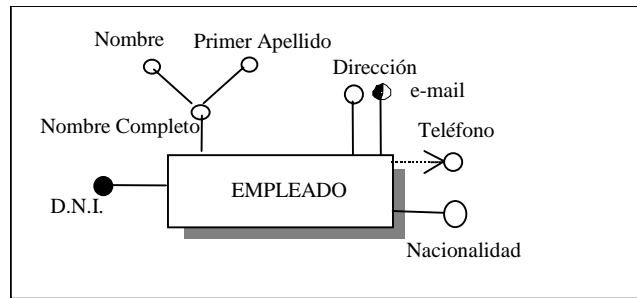 Nombre
Primer Apellido
Dirección
e-mail
Nombre Completo
Teléfono
EMPLEADO
D.N.I.
Nacionalidad